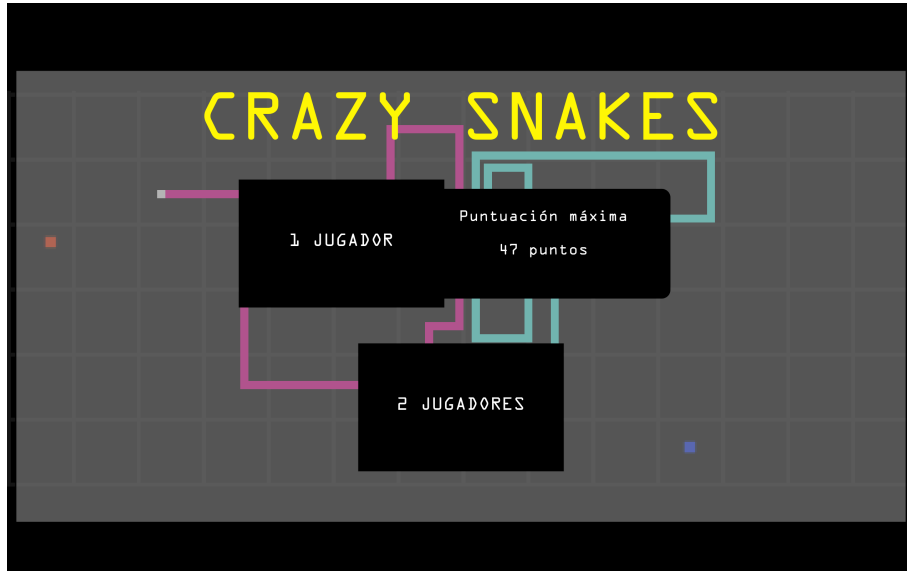 CRAZY SNAKES
1 JUGADOR
Puntuación máxima
47 puntos
2 JUGADORES